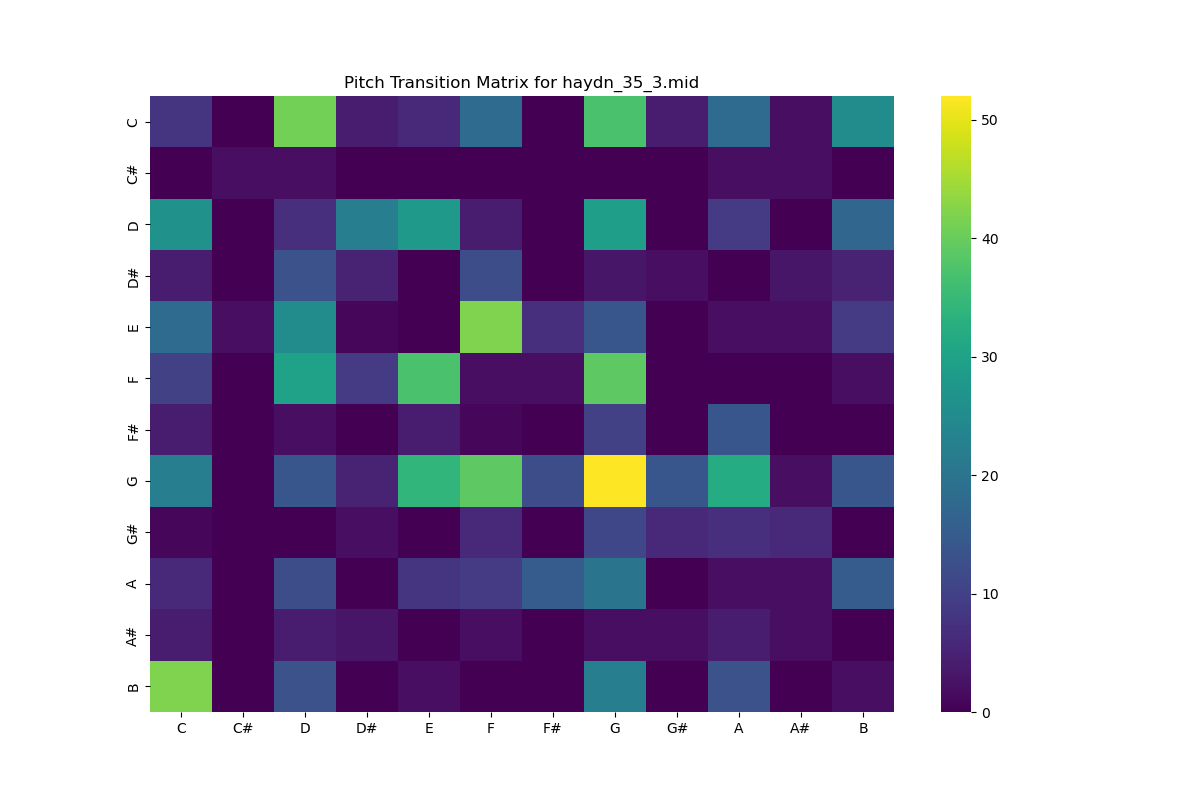 Pitch Transition Matrix for haydn_35_3.mid
C
C#
D
D#
E
F
F#
G
G#
A
A#
B
C C# D D# E F F# G G# A A# B
50
40
30
20
10
0